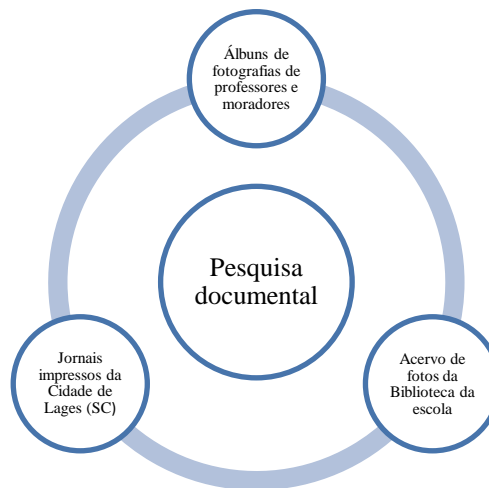 Álbuns de
fotografias de
professores e
moradores
Pesquisa
documental
Jornais
impressos da
Cidade de
Lages (SC)
Acervo de
fotos da
Biblioteca da
escola